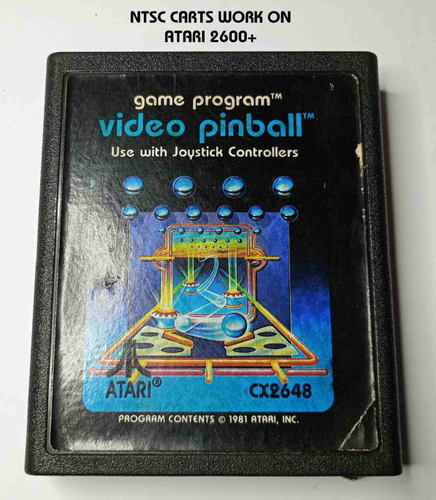 NTSC CARTS WORK ON
ATARI 2600+
game program™
video pinball™
Use with Joystick Controllers
ATARI® CX2648
PROGRAM CONTENTS © 1981 ATARI, INC.